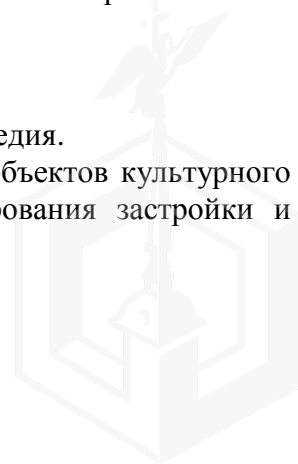 едия.
бъектов культурного
рования застройки и